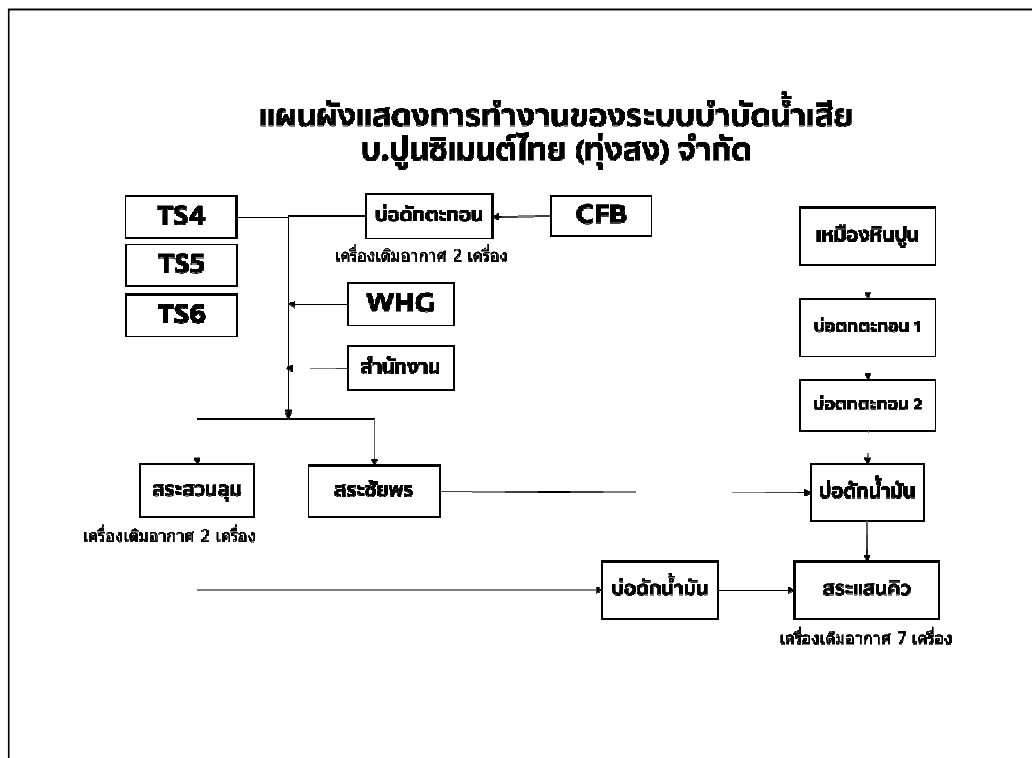 แผนผังแสดงการทำงานของระบบบำบัดน้ำเสีย
บ.ปูนซิเมนต์ไทย (ทุ่งสง) จำกัด
TS4
บ่อดักตะกอน
CFB
เหมืองหินปูน
เครื่องเติมอากาศ 2 เครื่อง
TS5
TS6
WHG
บ่อตกตะกอน 1
สำนักงาน
บ่อตกตะกอน 2
สระสวนลุม
สระชัยพร
บ่อดักน้ำมัน
เครื่องเติมอากาศ 2 เครื่อง
บ่อดักน้ำมัน
สระแสนคิว
เครื่องเติมอากาศ 7 เครื่อง